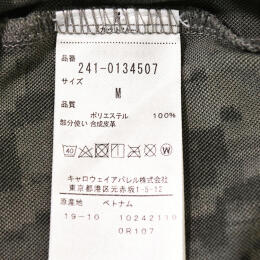 品番
241-0134507
サイズ
M
品質
ポリエステル 100%
部分使い 合成皮革
40
キャロウェイアパレル株式会社
東京都港区元赤坂1-5-12
原産地 ベトナム
19-10 10242110
0R107